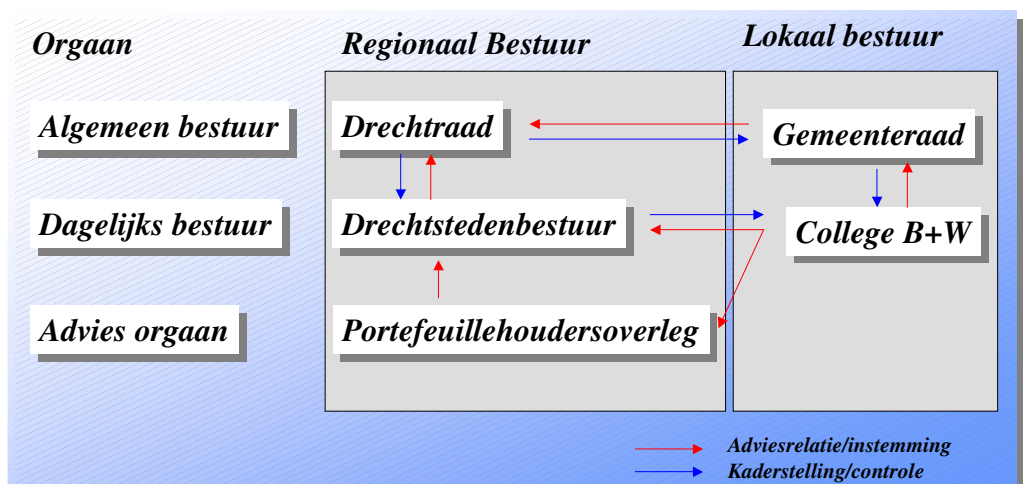 Orgaan
Regionaal Bestuur
Lokaal bestuur
Algemeen bestuur
Drechtraad
Gemeenteraad
Dagelijks bestuur
Drechtstedenbestuur
College B+W
Advies orgaan
Portefeuillehoudersoverleg
Adviesrelatie/instemming
Kaderstelling/controle